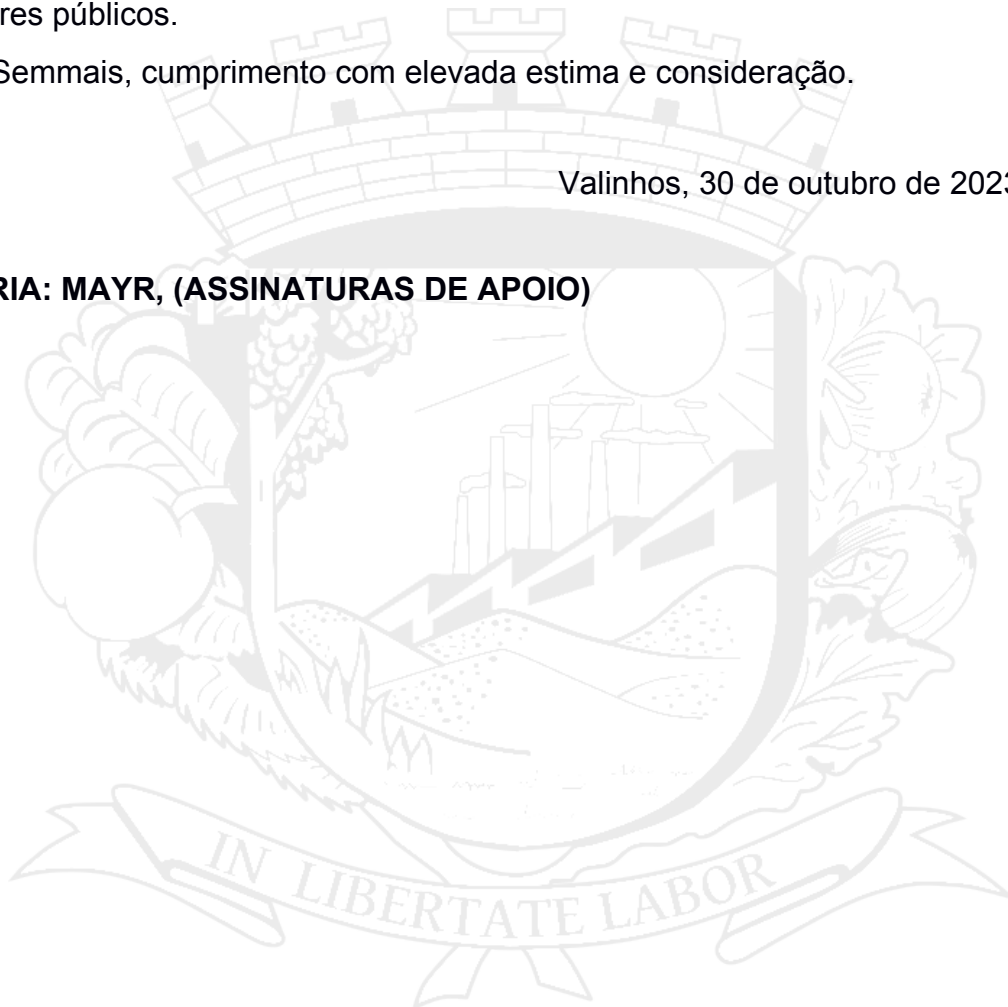 res públicos.
Semmais, cumprimento com elevada estima e consideração.
Valinhos, 30 de outubro de 2023
RIA: MAYR, (ASSINATURAS DE APOIO)
IN LIBERTATE LABOR